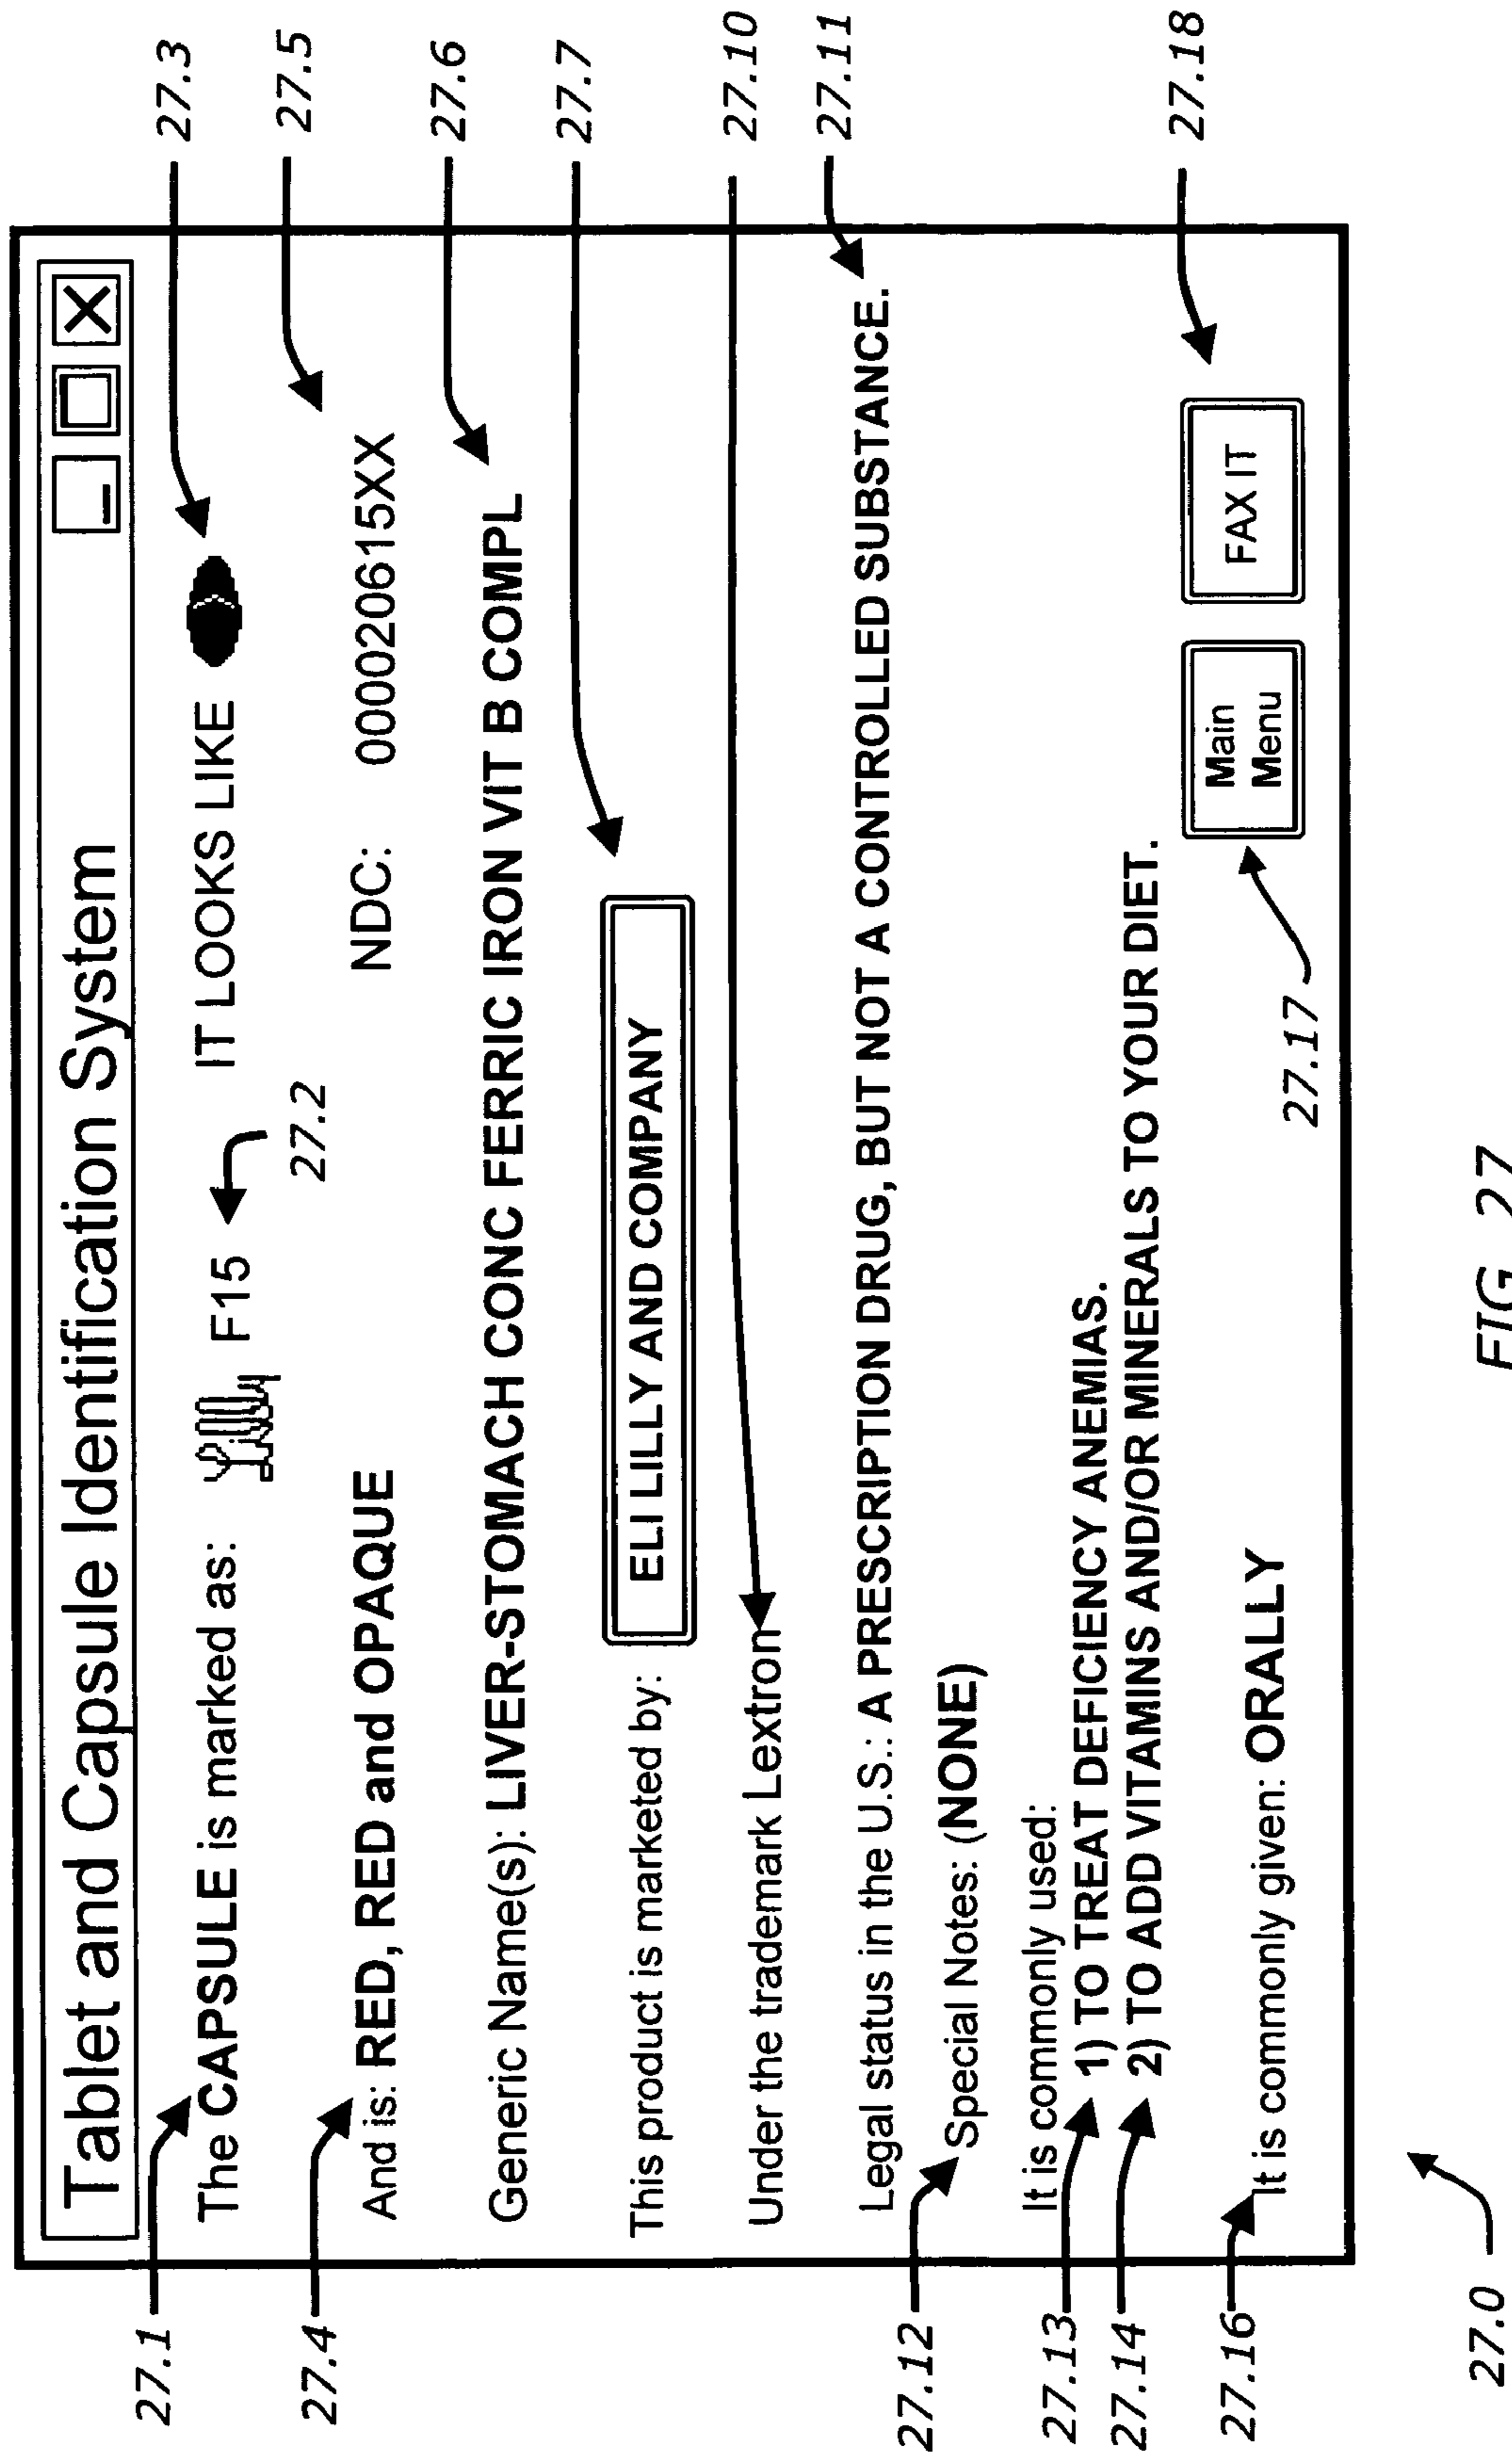 Tablet and Capsule Identification System
27.1
The CAPSULE is marked as: Lilly F15 IT LOOKS LIKE
27.3
27.2
27.4
And is: RED, RED and OPAQUE NDC: 000020615XX
27.5
Generic Name(s): LIVER-STOMACH CONC FERRIC IRON VIT B COMPL
27.6
This product is marketed by: ELI LILLY AND COMPANY
27.7
Under the trademark Lextron
27.10
Legal status in the U.S.: A PRESCRIPTION DRUG, BUT NOT A CONTROLLED SUBSTANCE.
27.11
27.12
Special Notes: (NONE)
It is commonly used:
27.13
1) TO TREAT DEFICIENCY ANEMIAS.
27.14
2) TO ADD VITAMINS AND/OR MINERALS TO YOUR DIET.
27.16
It is commonly given: ORALLY
Main Menu
FAX IT
27.18
27.17
27.0
FIG 27